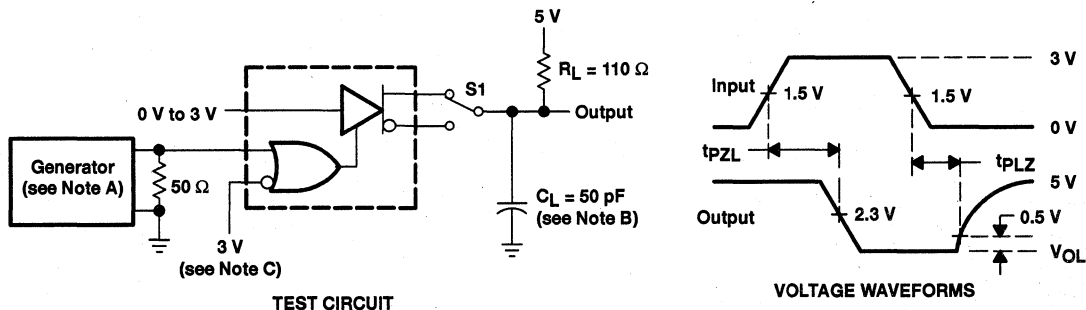 5 V
R_L = 110 Ω
S1
Output
0 V to 3 V
Generator
(see Note A)
50 Ω
3 V
(see Note C)
C_L = 50 pF
(see Note B)
TEST CIRCUIT
3 V
Input
1.5 V
1.5 V
0 V
t_PZL
t_PLZ
5 V
Output
2.3 V
0.5 V
V_OL
VOLTAGE WAVEFORMS